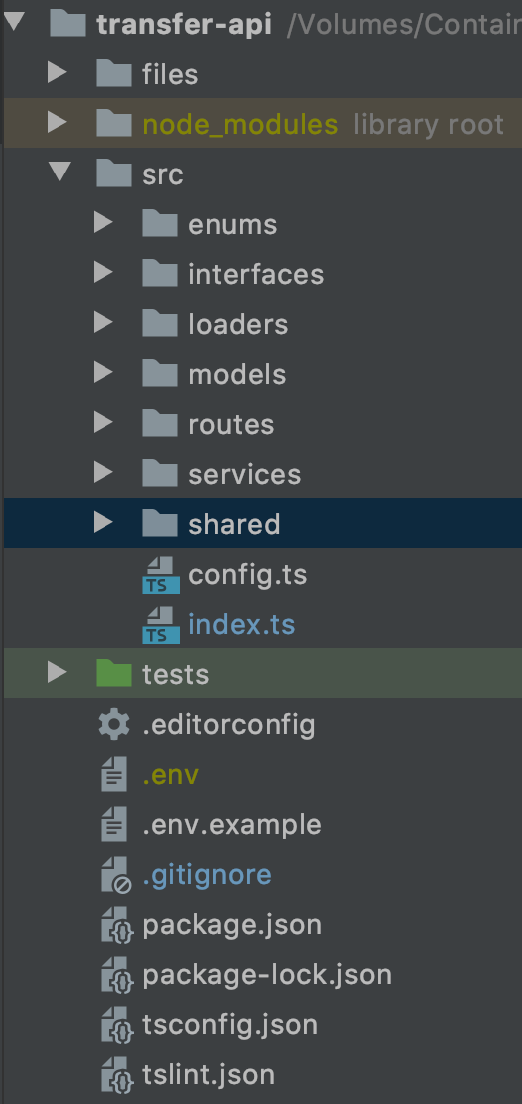 transfer-api /Volumes/Contain
files
node_modules library root
src
enums
interfaces
loaders
models
routes
services
shared
TS config.ts
TS index.ts
tests
.editorconfig
.env
.env.example
.gitignore
package.json
package-lock.json
tsconfig.json
tslint.json